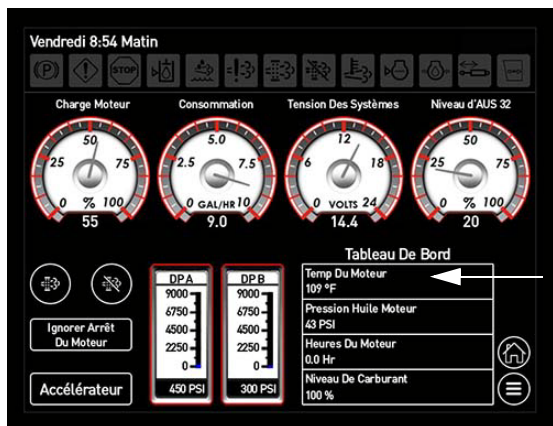 Vendredi 8:54 Matin
(P) STOP
Charge Moteur Consommation Tension Des Systèmes Niveau d'AUS 32
0 25 50 75 100 %
55
0 2.5 5.0 7.5 10 GAL/HR
9.0
0 6 12 18 24 VOLTS
14.4
0 25 50 75 100 %
20
Ignorer Arrêt
Du Moteur
Accélérateur
DP A
9000
6750
4500
2250
0
450 PSI
DP B
9000
6750
4500
2250
0
300 PSI
Tableau De Bord
Temp Du Moteur
109 °F
Pression Huile Moteur
43 PSI
Heures Du Moteur
0.0 Hr
Niveau De Carburant
100 %